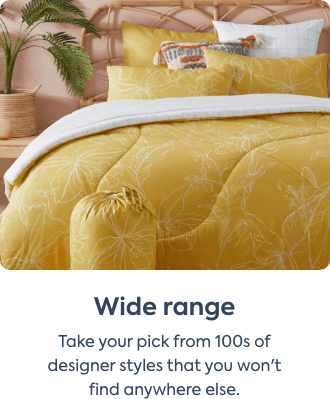 Wide range
Take your pick from 100s of
designer styles that you won't
find anywhere else.